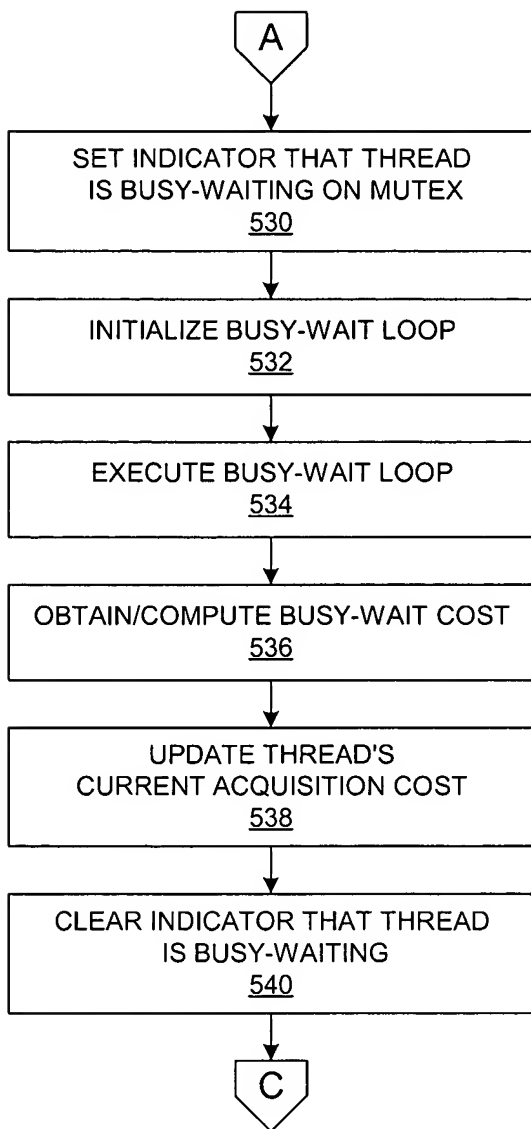 A
SET INDICATOR THAT THREAD
IS BUSY-WAITING ON MUTEX
530
INITIALIZE BUSY-WAIT LOOP
532
EXECUTE BUSY-WAIT LOOP
534
OBTAIN/COMPUTE BUSY-WAIT COST
536
UPDATE THREAD'S
CURRENT ACQUISITION COST
538
CLEAR INDICATOR THAT THREAD
IS BUSY-WAITING
540
C